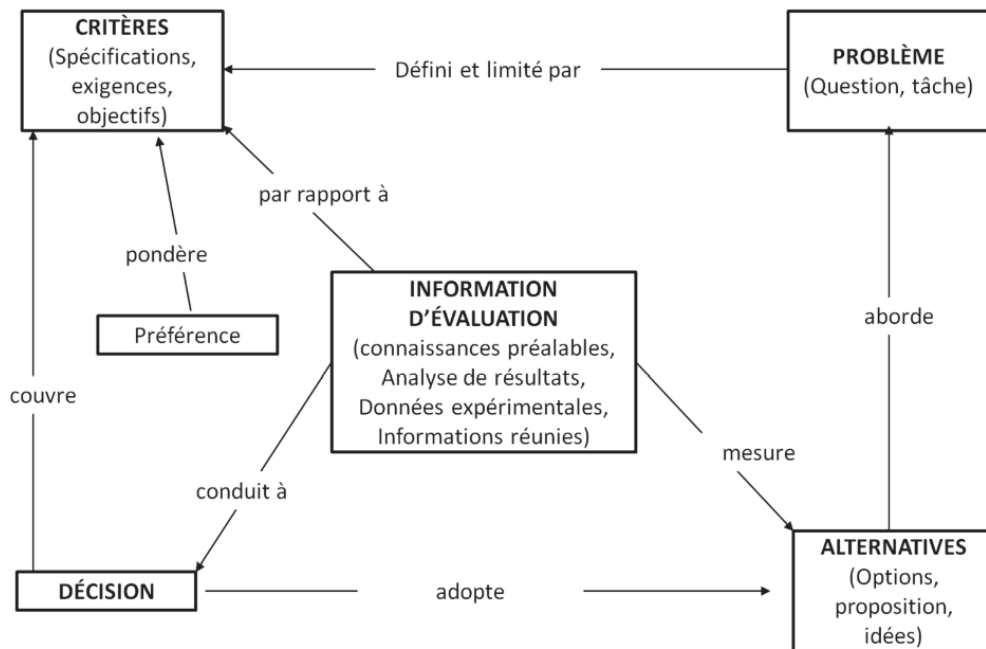 CRITÈRES
(Spécifications,
exigences,
objectifs)
Défini et limité par
PROBLÈME
(Question, tâche)
par rapport à
pondère
Préférence
INFORMATION
D’ÉVALUATION
(connaissances préalables,
Analyse de résultats,
Données expérimentales,
Informations réunies)
aborde
couvre
mesure
conduit à
DÉCISION
adopte
ALTERNATIVES
(Options,
proposition,
idées)